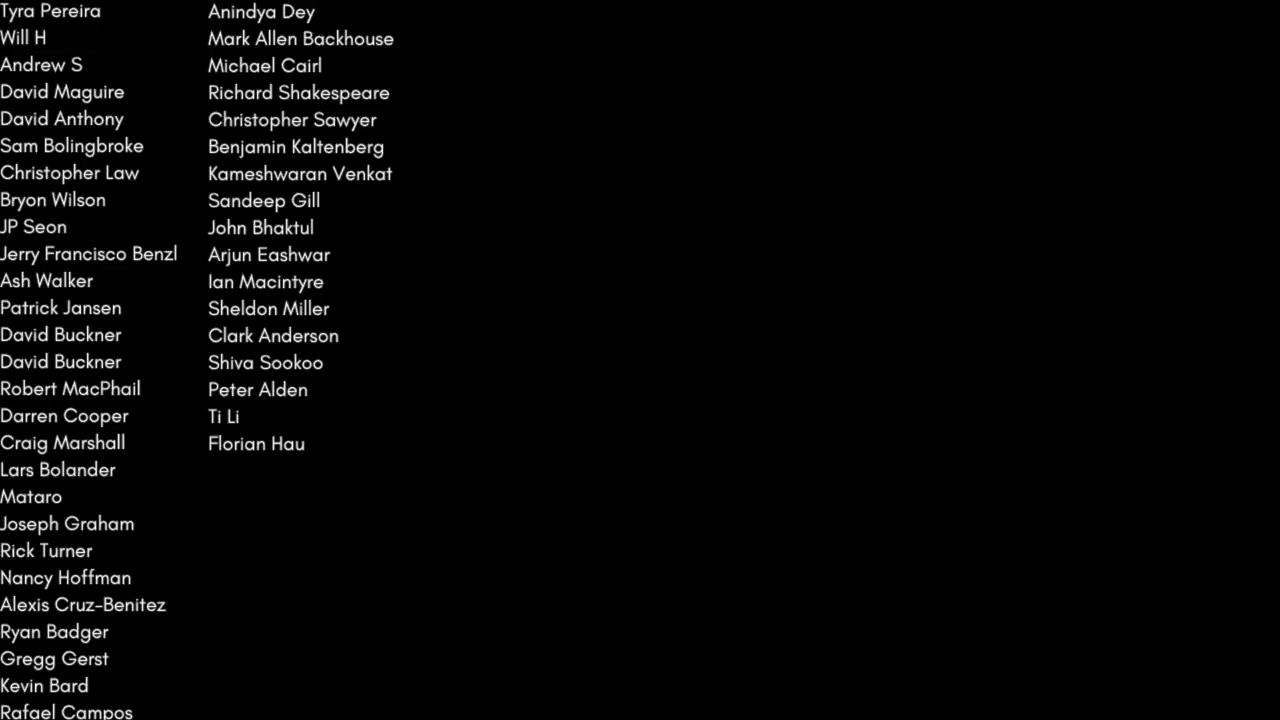 Tyra Pereira
Will H
Andrew S
David Maguire
David Anthony
Sam Bolingbroke
Christopher Law
Bryon Wilson
JP Seon
Jerry Francisco Benzl
Ash Walker
Patrick Jansen
David Buckner
David Buckner
Robert MacPhail
Darren Cooper
Craig Marshall
Lars Bolander
Mataro
Joseph Graham
Rick Turner
Nancy Hoffman
Alexis Cruz-Benitez
Ryan Badger
Gregg Gerst
Kevin Bard
Rafael Campos
Anindya Dey
Mark Allen Backhouse
Michael Cairl
Richard Shakespeare
Christopher Sawyer
Benjamin Kaltenberg
Kameshwaran Venkat
Sandeep Gill
John Bhaktul
Arjun Eashwar
Ian Macintyre
Sheldon Miller
Clark Anderson
Shiva Sookoo
Peter Alden
Ti Li
Florian Hau